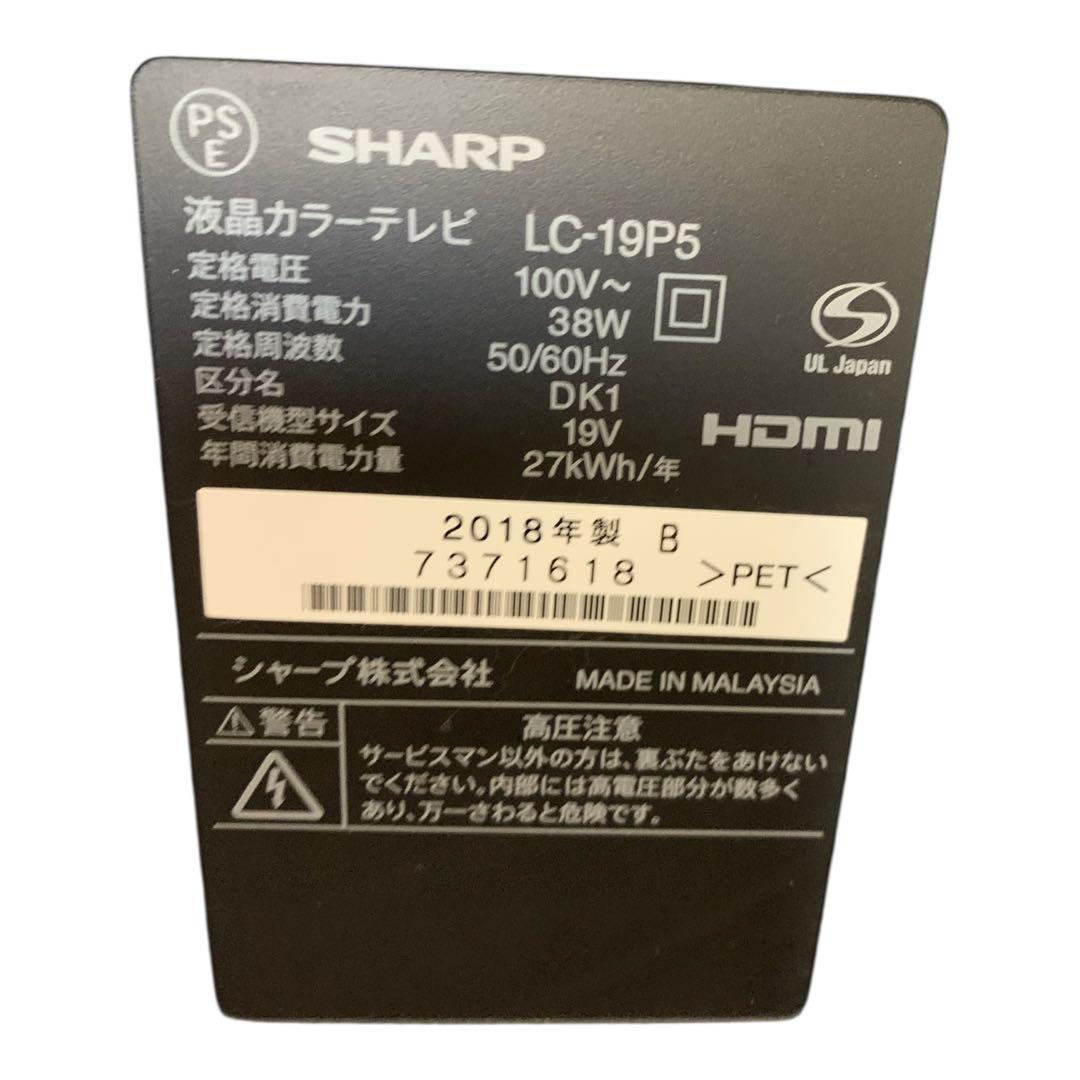 PSE SHARP
液晶カラーテレビ LC-19P5
定格電圧 100V～
定格消費電力 38W
定格周波数 50/60Hz
区分名 DK1
受信機型サイズ 19V
年間消費電力量 27kWh/年
UL Japan
HDMI
2018年製 B
7371618 >PET<
シャープ株式会社 MADE IN MALAYSIA
警告
高圧注意
サービスマン以外の方は、裏ぶたをあけない
でください。内部には高電圧部分が数多く
あり、万一さわると危険です。